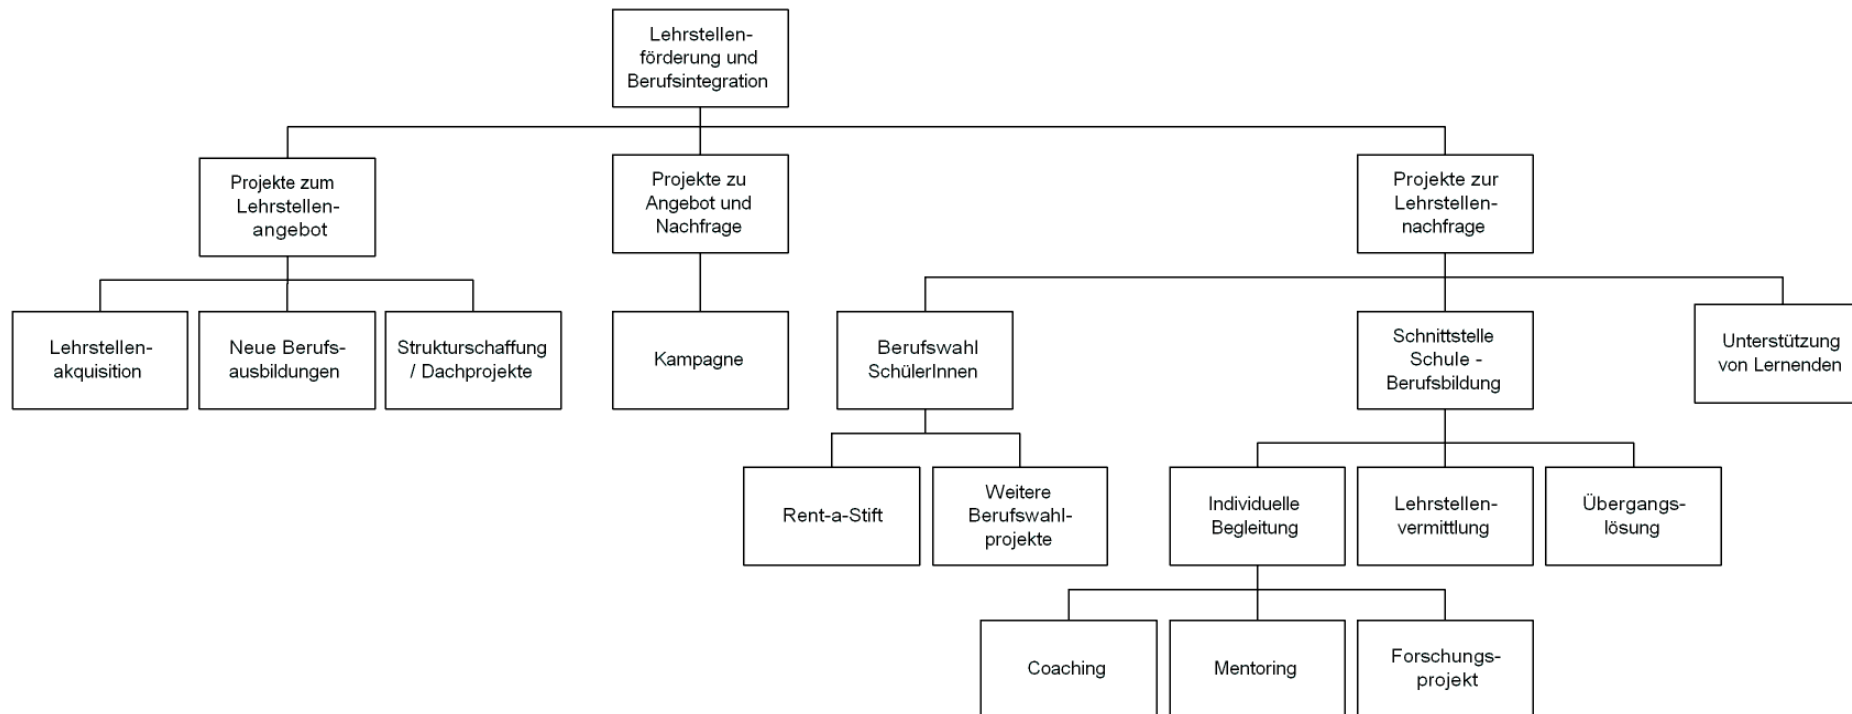 Lehrstellen-
förderung und
Berufsintegration
Projekte zum
Lehrstellen-
angebot
Projekte zu
Angebot und
Nachfrage
Projekte zur
Lehrstellen-
nachfrage
Lehrstellen-
akquisition
Neue Berufs-
ausbildungen
Strukturschaffung
/ Dachprojekte
Kampagne
Berufswahl
SchülerInnen
Schnittstelle
Schule -
Berufsbildung
Unterstützung
von Lernenden
Rent-a-Stift
Weitere
Berufswahl-
projekte
Individuelle
Begleitung
Lehrstellen-
vermittlung
Übergangs-
lösung
Coaching
Mentoring
Forschungs-
projekt